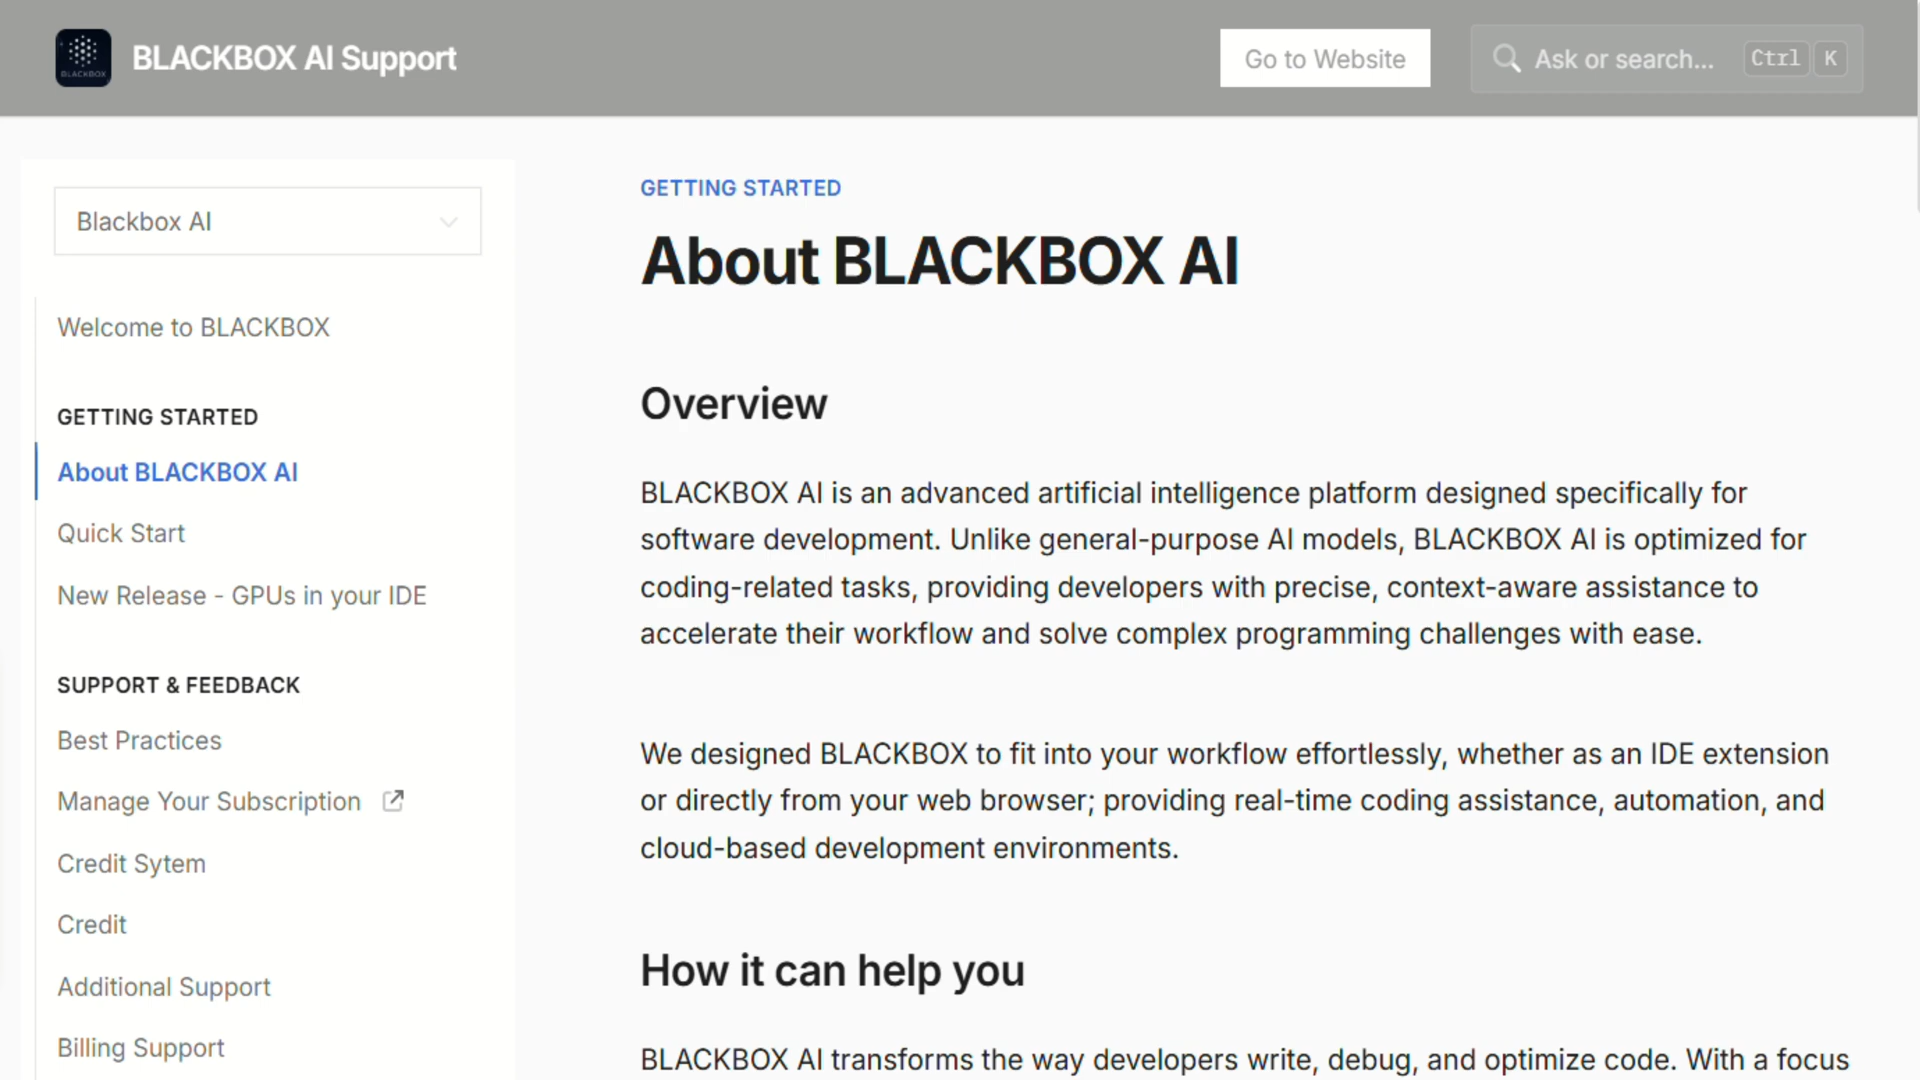 BLACKBOX
BLACKBOX AI Support
Go to Website
Ask or search...
Ctrl
K
Blackbox AI
Welcome to BLACKBOX
GETTING STARTED
About BLACKBOX AI
Quick Start
New Release - GPUs in your IDE
SUPPORT & FEEDBACK
Best Practices
Manage Your Subscription
Credit Sytem
Credit
Additional Support
Billing Support
GETTING STARTED
About BLACKBOX AI
Overview
BLACKBOX AI is an advanced artificial intelligence platform designed specifically for
software development. Unlike general-purpose AI models, BLACKBOX AI is optimized for
coding-related tasks, providing developers with precise, context-aware assistance to
accelerate their workflow and solve complex programming challenges with ease.
We designed BLACKBOX to fit into your workflow effortlessly, whether as an IDE extension
or directly from your web browser; providing real-time coding assistance, automation, and
cloud-based development environments.
How it can help you
BLACKBOX AI transforms the way developers write, debug, and optimize code. With a focus